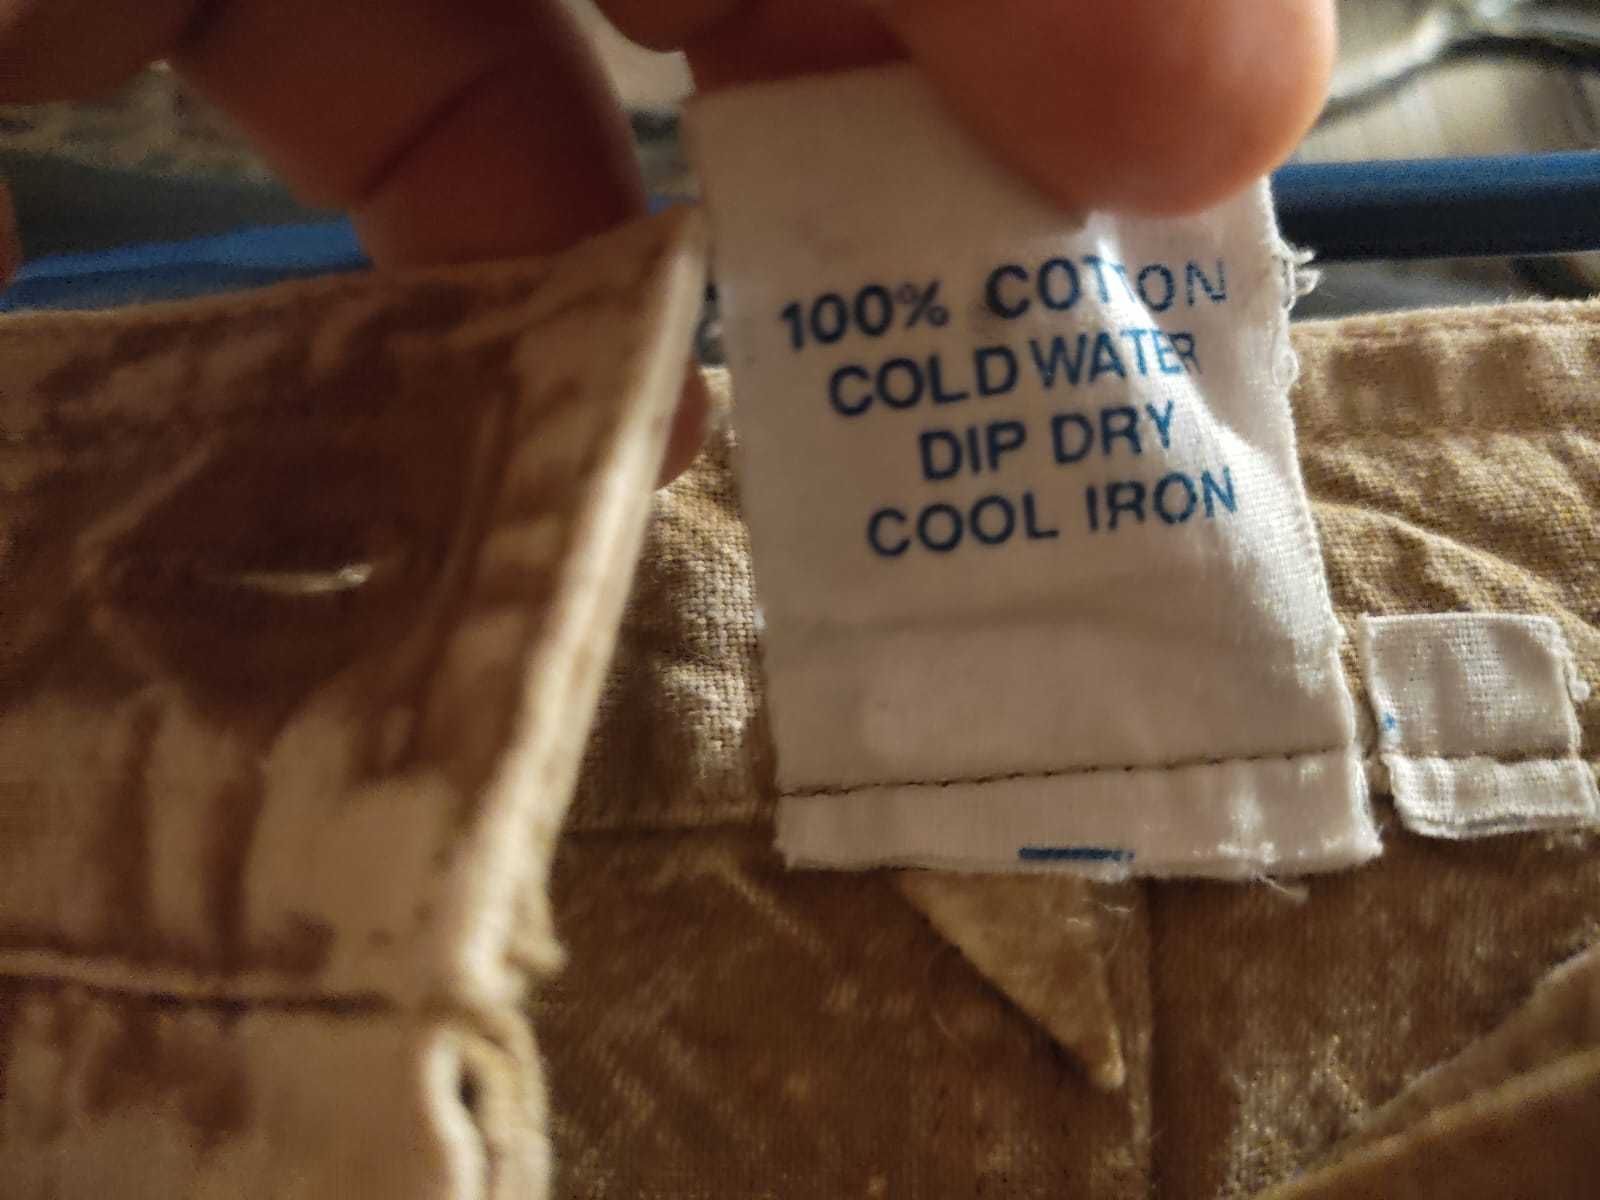 100% COTTON
COLD WATER
DIP DRY
COOL IRON